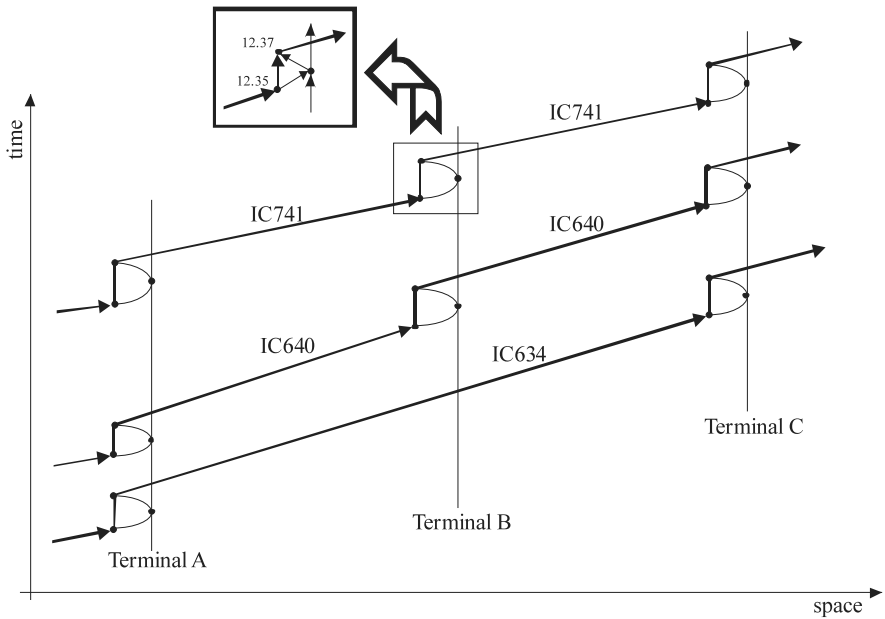 12.37
12.35
time
IC741
IC741
IC640
IC640
IC634
Terminal C
Terminal B
Terminal A
space